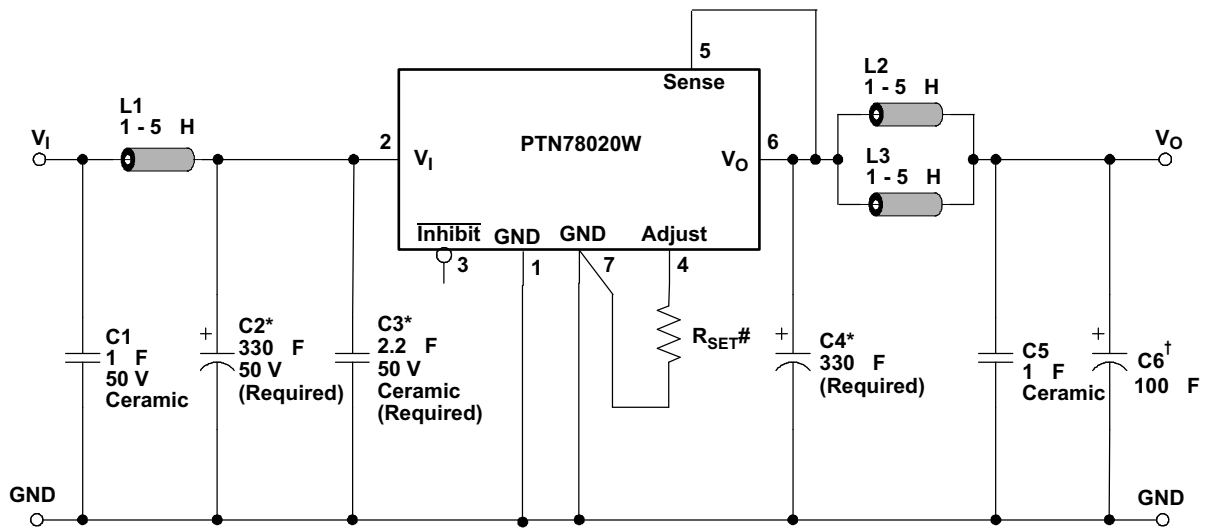 5
Sense
L1
1 - 5 H
L2
1 - 5 H
V_I
2
V_I
PTN78020W
6
V_O
L3
1 - 5 H
V_O
Inhibit
GND
GND
Adjust
3
1
7
4
C1
1 F
50 V
Ceramic
+
C2*
330 F
50 V
(Required)
C3*
2.2 F
50 V
Ceramic
(Required)
R_SET#
+
C4*
330 F
(Required)
C5
1 F
Ceramic
+
C6†
100 F
GND
GND